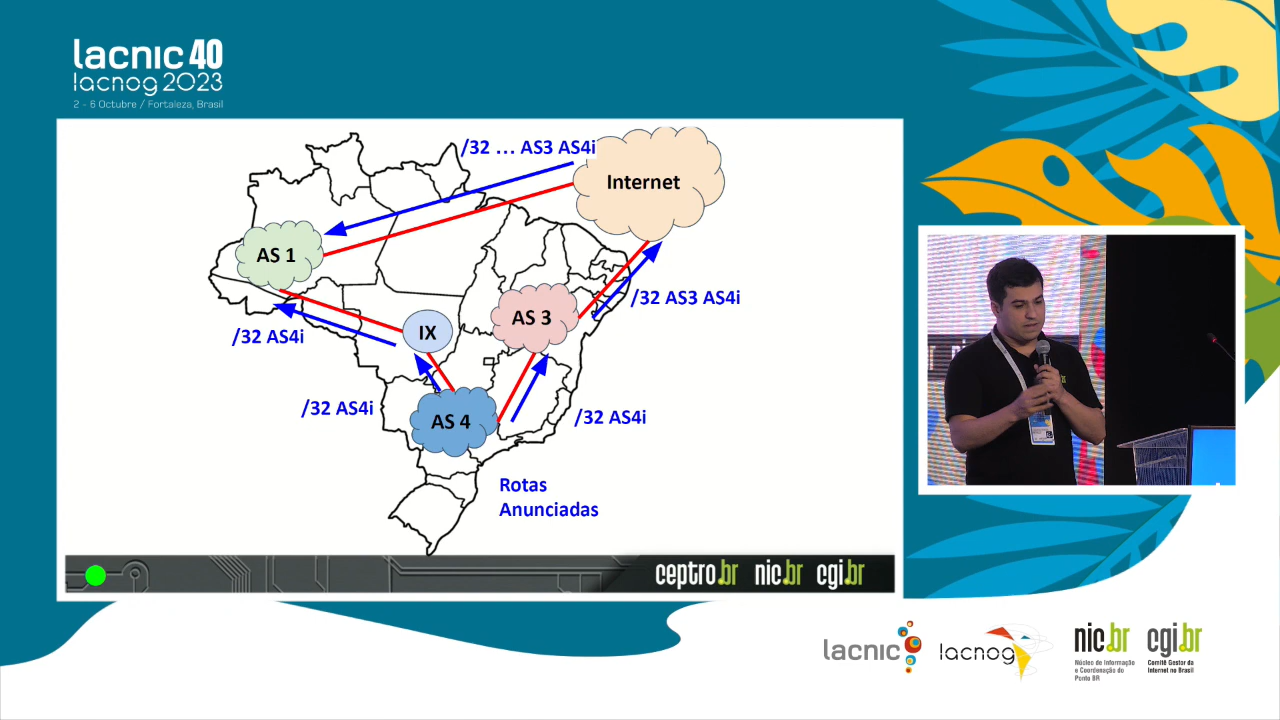 lacnic 40
lacnog 2023
2 - 6 Octubre / Fortaleza, Brasil
/32 ... AS3 AS4i
Internet
AS 1
/32 AS3 AS4i
AS 3
IX
/32 AS4i
/32 AS4i
AS 4
/32 AS4i
Rotas
Anunciadas
ceptro.br nic.br cgi.br
lacnic
lacnog
nic.br cgi.br
Núcleo de Informação
e Coordenação do
Ponto BR
Comitê Gestor da
Internet no Brasil